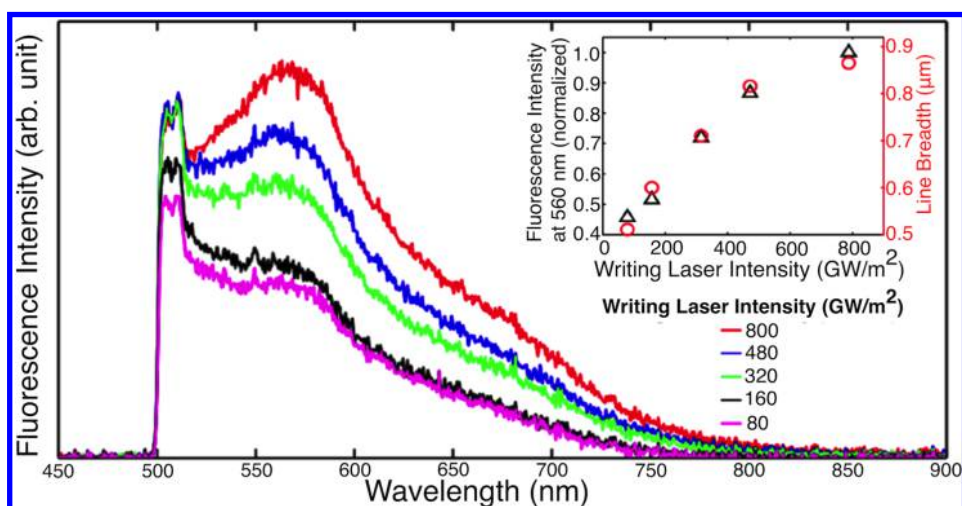 Fluorescence Intensity (arb. unit)
450 500 550 600 650 700 750 800 850 900
Wavelength (nm)
Fluorescence Intensity
at 560 nm (normalized)
1.0
0.9
0.8
0.7
0.6
0.5
0.4
0 200 400 600 800
Writing Laser Intensity (GW/m²)
0.9
0.8
0.7
0.6
0.5
Line Breadth (µm)
Writing Laser Intensity (GW/m²)
800
480
320
160
80